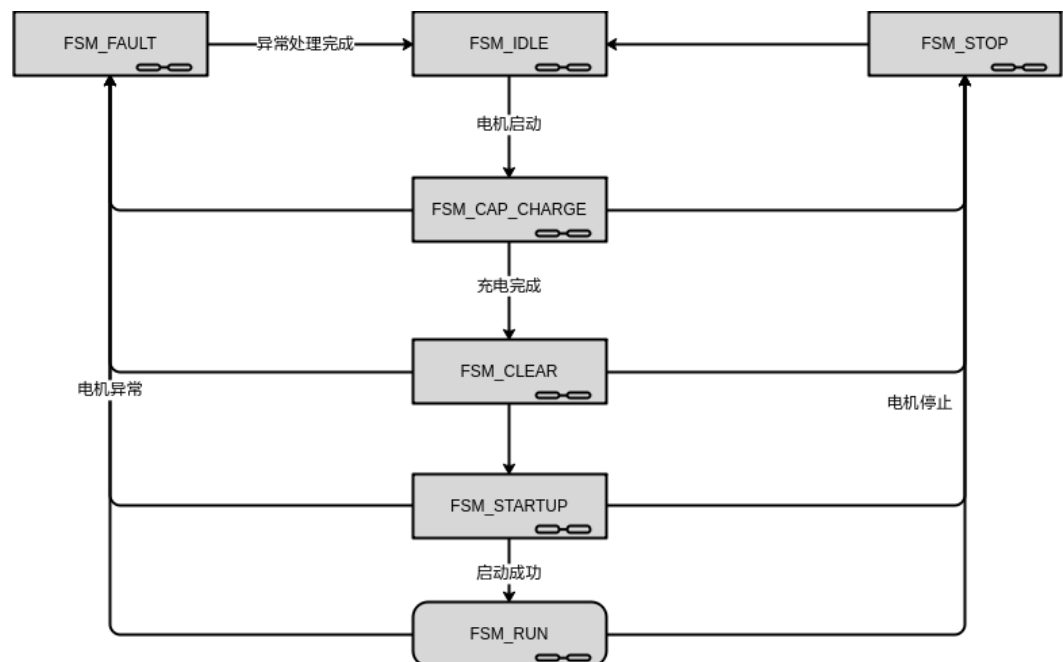 FSM_FAULT
异常处理完成
FSM_IDLE
FSM_STOP
电机启动
FSM_CAP_CHARGE
充电完成
FSM_CLEAR
电机异常
电机停止
FSM_STARTUP
启动成功
FSM_RUN